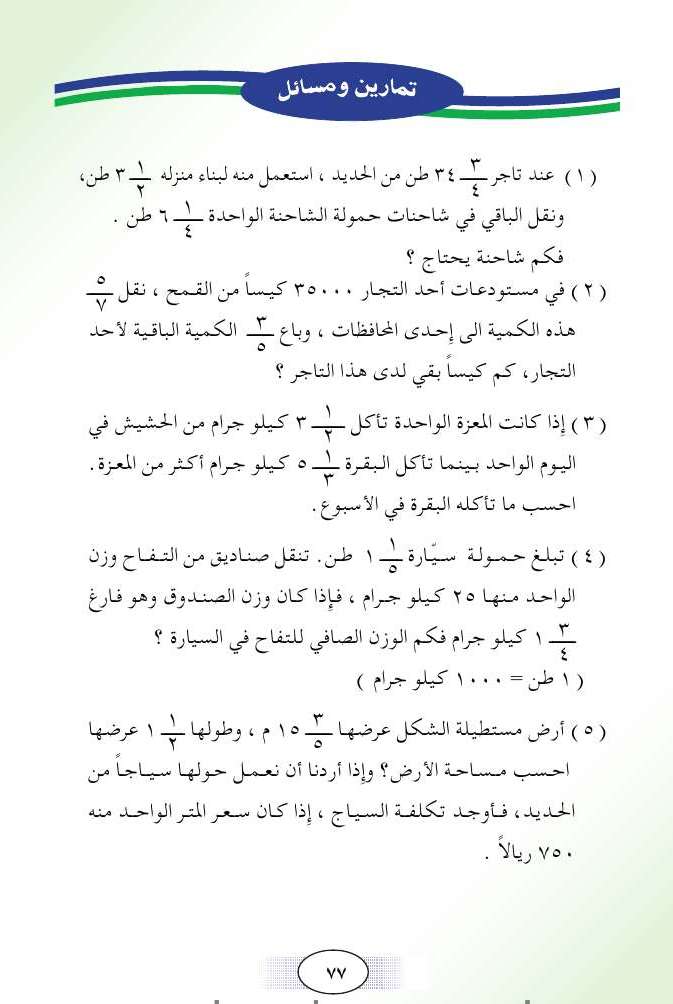 تمارين ومسائل
(١) عند تاجر ٣/٤ ٣٤ طن من الحديد ، استعمل منه لبناء منزله ١/٢ ٣ طن،
ونقل الباقي في شاحنات حمولة الشاحنة الواحدة ١/٤ ٦ طن .
فكم شاحنة يحتاج ؟
(٢) في مستودعات أحد التجار ٣٥٠٠٠ كيساً من القمح ، نقل ٥/٧
هذه الكمية الى إحدى المحافظات ، وباع ٣/٥ الكمية الباقية لأحد
التجار، كم كيساً بقي لدى هذا التاجر ؟
(٣) إذا كانت المعزة الواحدة تأكل ١/٢ ٣ كيلو جرام من الحشيش في
اليوم الواحد بينما تأكل البقرة ١/٣ ٥ كيلو جرام أكثر من المعزة.
احسب ما تأكله البقرة في الأسبوع.
(٤) تبلغ حمولة سيّارة ١/٥ ١ طن. تنقل صناديق من التفاح وزن
الواحد منها ٢٥ كيلو جرام ، فإذا كان وزن الصندوق وهو فارغ
٣/٤ ١ كيلو جرام فكم الوزن الصافي للتفاح في السيارة ؟
(١ طن = ١٠٠٠ كيلو جرام )
(٥) أرض مستطيلة الشكل عرضها ٣/٥ ١٥ م ، وطولها ١/٢ ١ عرضها
احسب مساحة الأرض؟ وإذا أردنا أن نعمل حولها سياجاً من
الحديد، فأوجد تكلفة السياج ، إذا كان سعر المتر الواحد منه
٧٥٠ ريالاً .
٧٧